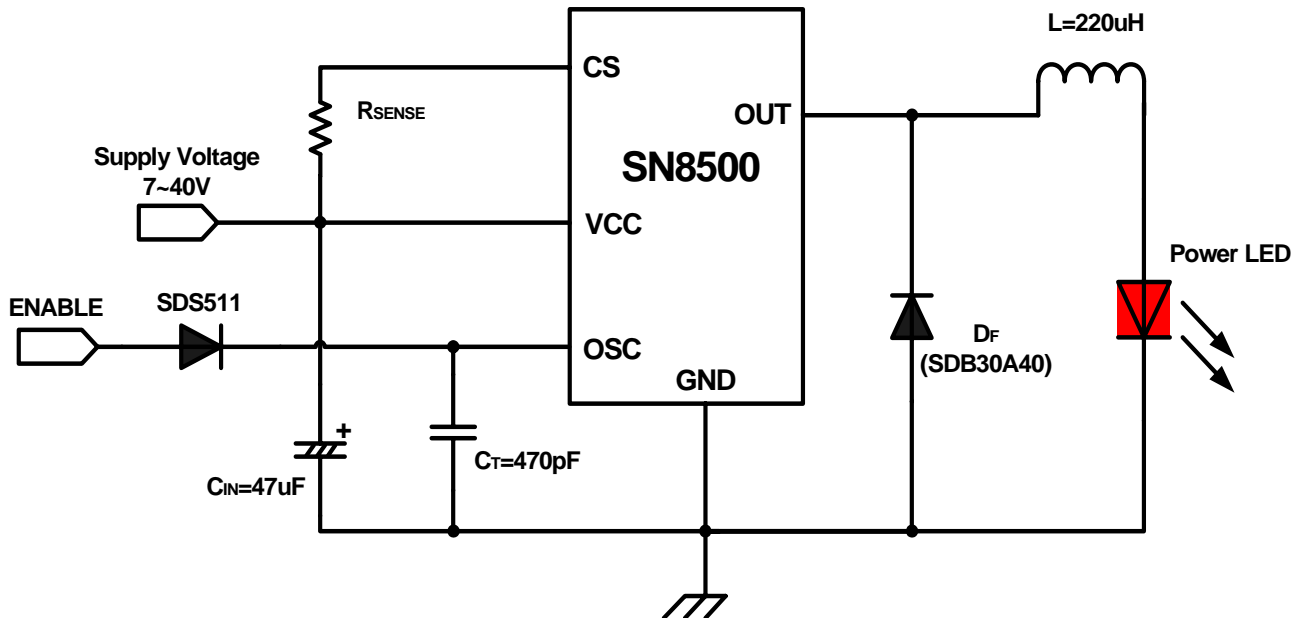 L=220uH
CS
RSENSE
OUT
SN8500
Supply Voltage
7~40V
VCC
Power LED
ENABLE
SDS511
OSC
DF
(SDB30A40)
GND
+
CT=470pF
CIN=47uF